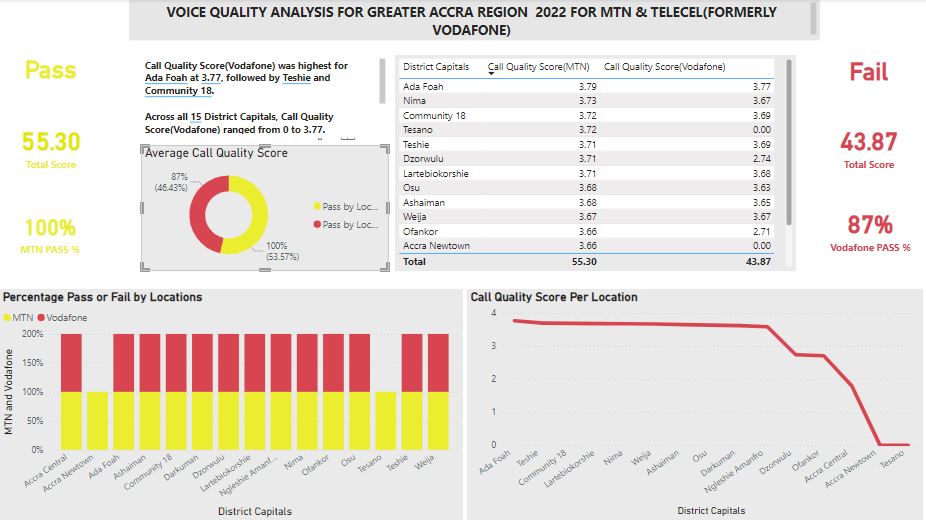 VOICE QUALITY ANALYSIS FOR GREATER ACCRA REGION 2022 FOR MTN & TELECEL(FORMERLY
VODAFONE)
Pass
55.30
Total Score
100%
MTN PASS %
Call Quality Score(Vodafone) was highest for
Ada Foah at 3.77, followed by Teshie and
Community 18.
Across all 15 District Capitals, Call Quality
Score(Vodafone) ranged from 0 to 3.77.
Average Call Quality Score
87%
(46.43%)
100%
(53.57%)
Pass by Loc...
Pass by Loc...
District Capitals Call Quality Score(MTN) Call Quality Score(Vodafone)
Ada Foah 3.79 3.77
Nima 3.73 3.67
Community 18 3.72 3.69
Tesano 3.72 0.00
Teshie 3.71 3.69
Dzorwulu 3.71 2.74
Lartebiokorshie 3.71 3.68
Osu 3.68 3.63
Ashaiman 3.68 3.65
Weija 3.67 3.67
Ofankor 3.66 2.71
Accra Newtown 3.66 0.00
Total 55.30 43.87
Fail
43.87
Total Score
87%
Vodafone PASS %
Percentage Pass or Fail by Locations
MTN Vodafone
MTN and Vodafone
200%
150%
100%
50%
0%
Accra Central
Accra Newtown
Ada Foah
Ashaiman
Community 18
Darkuman
Dzorwulu
Lartebiokorshie
Ngleshie Amanf...
Nima
Ofankor
Osu
Tesano
Teshie
Weija
District Capitals
Call Quality Score Per Location
4
3
2
1
0
Ada Foah
Teshie
Community 18
Lartebiokorshie
Nima
Weija
Ashaiman
Osu
Darkuman
Ngleshie Amanfro
Dzorwulu
Ofankor
Accra Central
Accra Newtown
Tesano
District Capitals